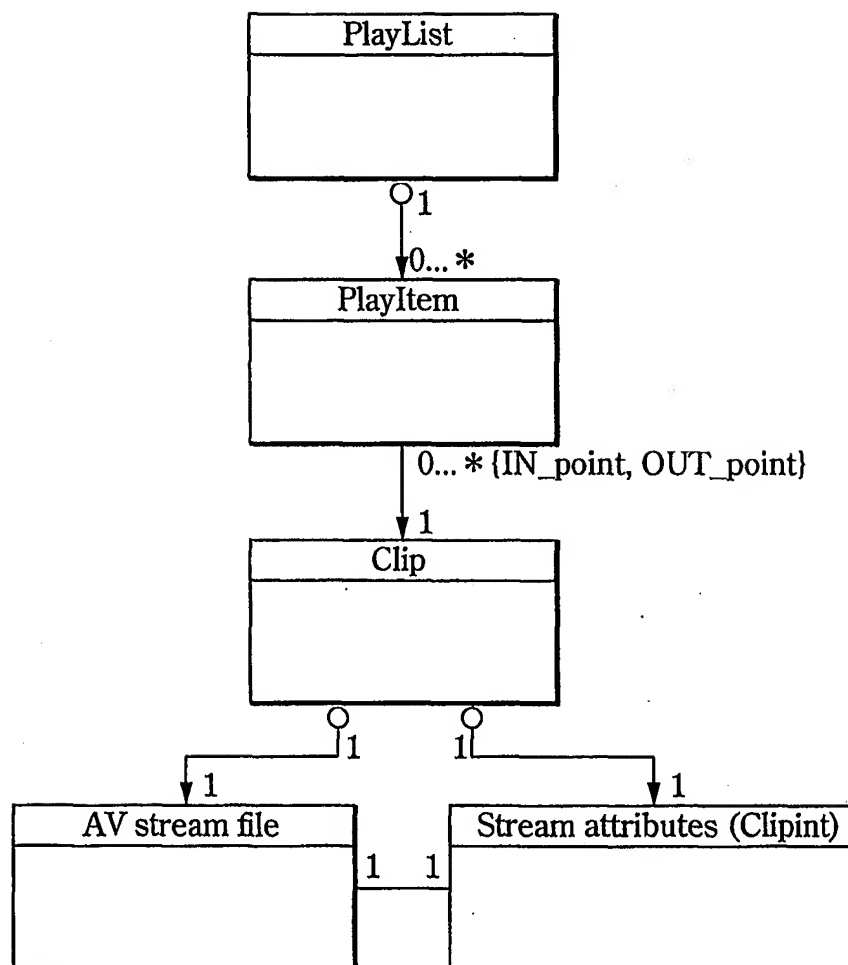 PlayList
1
0... *
PlayItem
0... * {IN_point, OUT_point}
1
Clip
1 1
1 1
AV stream file Stream attributes (Clipint)
1 1